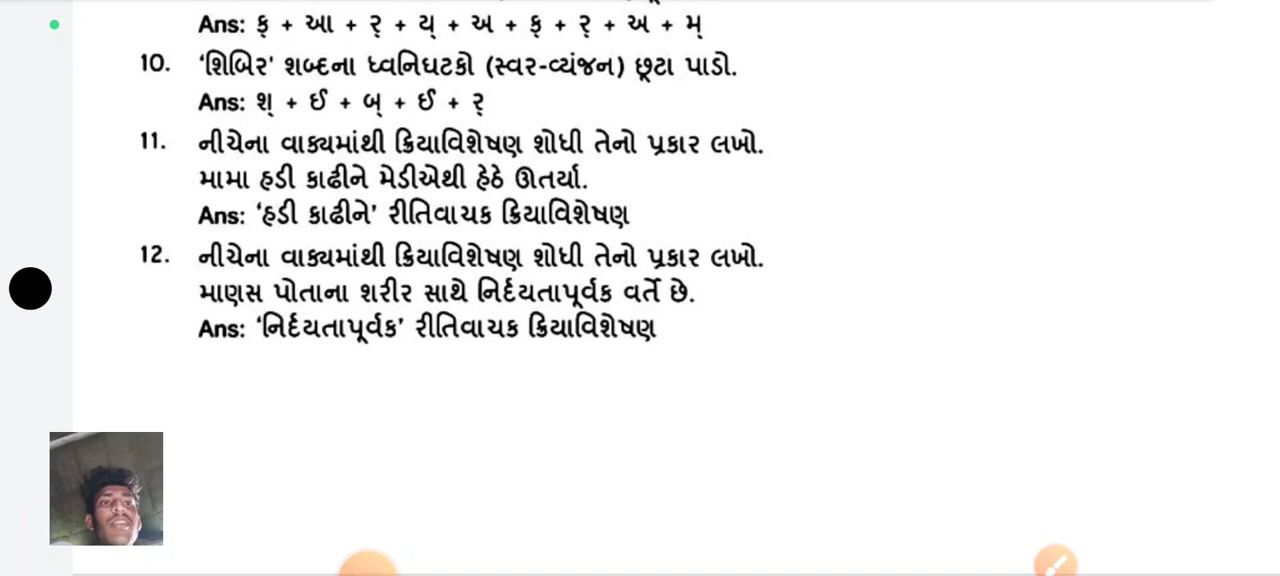 Ans: ક્ + આ + ર્ + ય્ + અ + ક્ + ર્ + અ + મ્
10. 'શિબિર' શબ્દના ધ્વનિઘટકો (સ્વર-વ્યંજન) છૂટા પાડો.
Ans: શ્ + ઈ + બ્ + ઈ + ર્
11. નીચેના વાક્યમાંથી ક્રિયાવિશેષણ શોધી તેનો પ્રકાર લખો.
મામા હડી કાઢીને મેડીએથી હેઠે ઊતર્યા.
Ans: 'હડી કાઢીને' રીતિવાચક ક્રિયાવિશેષણ
12. નીચેના વાક્યમાંથી ક્રિયાવિશેષણ શોધી તેનો પ્રકાર લખો.
માણસ પોતાના શરીર સાથે નિર્દયતાપૂર્વક વર્તે છે.
Ans: 'નિર્દયતાપૂર્વક' રીતિવાચક ક્રિયાવિશેષણ